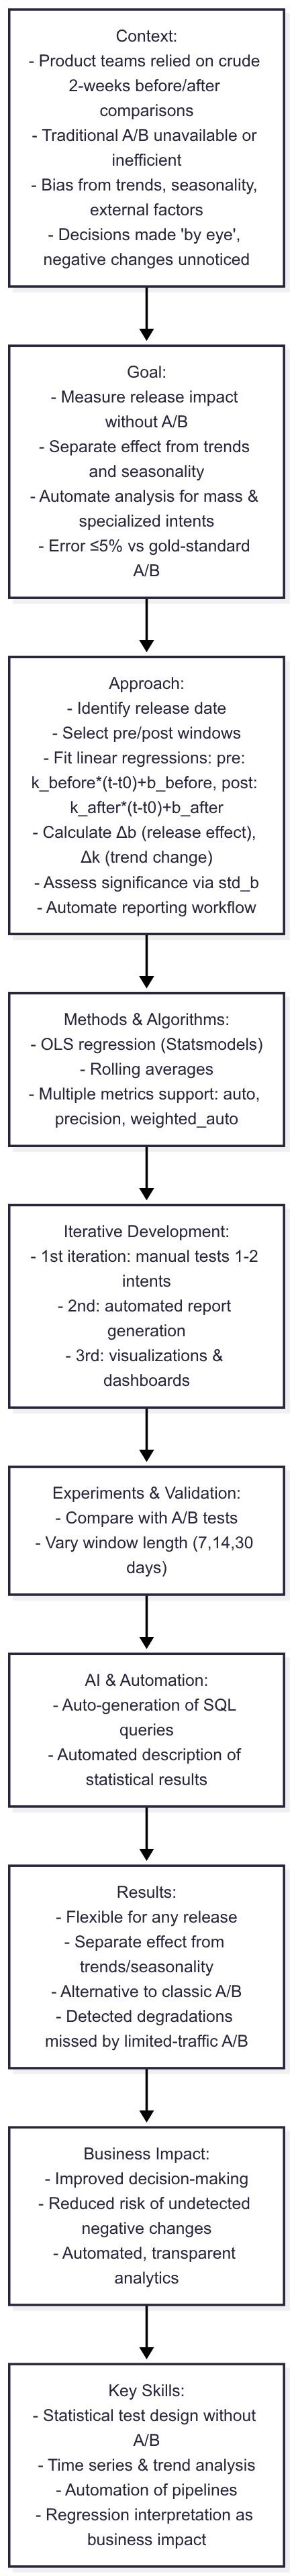 Context:
- Product teams relied on crude
2-weeks before/after
comparisons
- Traditional A/B unavailable or
inefficient
- Bias from trends, seasonality,
external factors
- Decisions made 'by eye',
negative changes unnoticed
Goal:
- Measure release impact
without A/B
- Separate effect from trends
and seasonality
- Automate analysis for mass &
specialized intents
- Error ≤5% vs gold-standard
A/B
Approach:
- Identify release date
- Select pre/post windows
- Fit linear regressions: pre:
k_before*(t-t0)+b_before, post:
k_after*(t-t0)+b_after
- Calculate Δb (release effect),
Δk (trend change)
- Assess significance via std_b
- Automate reporting workflow
Methods & Algorithms:
- OLS regression (Statsmodels)
- Rolling averages
- Multiple metrics support: auto,
precision, weighted_auto
Iterative Development:
- 1st iteration: manual tests 1-2
intents
- 2nd: automated report
generation
- 3rd: visualizations &
dashboards
Experiments & Validation:
- Compare with A/B tests
- Vary window length (7,14,30
days)
AI & Automation:
- Auto-generation of SQL
queries
- Automated description of
statistical results
Results:
- Flexible for any release
- Separate effect from
trends/seasonality
- Alternative to classic A/B
- Detected degradations
missed by limited-traffic A/B
Business Impact:
- Improved decision-making
- Reduced risk of undetected
negative changes
- Automated, transparent
analytics
Key Skills:
- Statistical test design without
A/B
- Time series & trend analysis
- Automation of pipelines
- Regression interpretation as
business impact